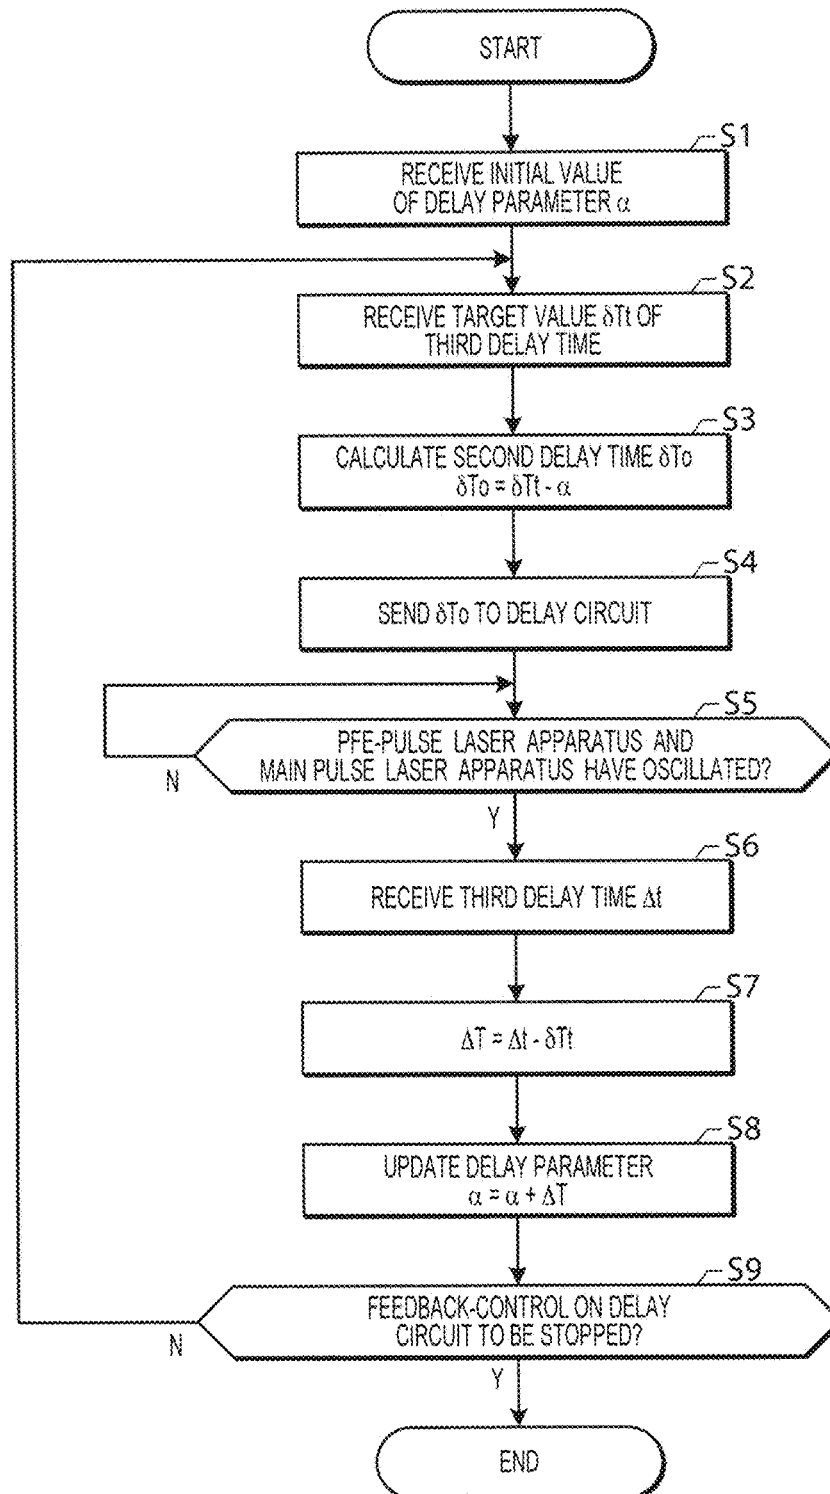 START
S1
RECEIVE INITIAL VALUE
OF DELAY PARAMETER α
S2
RECEIVE TARGET VALUE δTt OF
THIRD DELAY TIME
S3
CALCULATE SECOND DELAY TIME δTo
δTo = δTt - α
S4
SEND δTo TO DELAY CIRCUIT
S5
PFE-PULSE LASER APPARATUS AND
MAIN PULSE LASER APPARATUS HAVE OSCILLATED?
N
Y
S6
RECEIVE THIRD DELAY TIME Δt
S7
ΔT = Δt - δTt
S8
UPDATE DELAY PARAMETER
α = α + ΔT
S9
FEEDBACK-CONTROL ON DELAY
CIRCUIT TO BE STOPPED?
N
Y
END